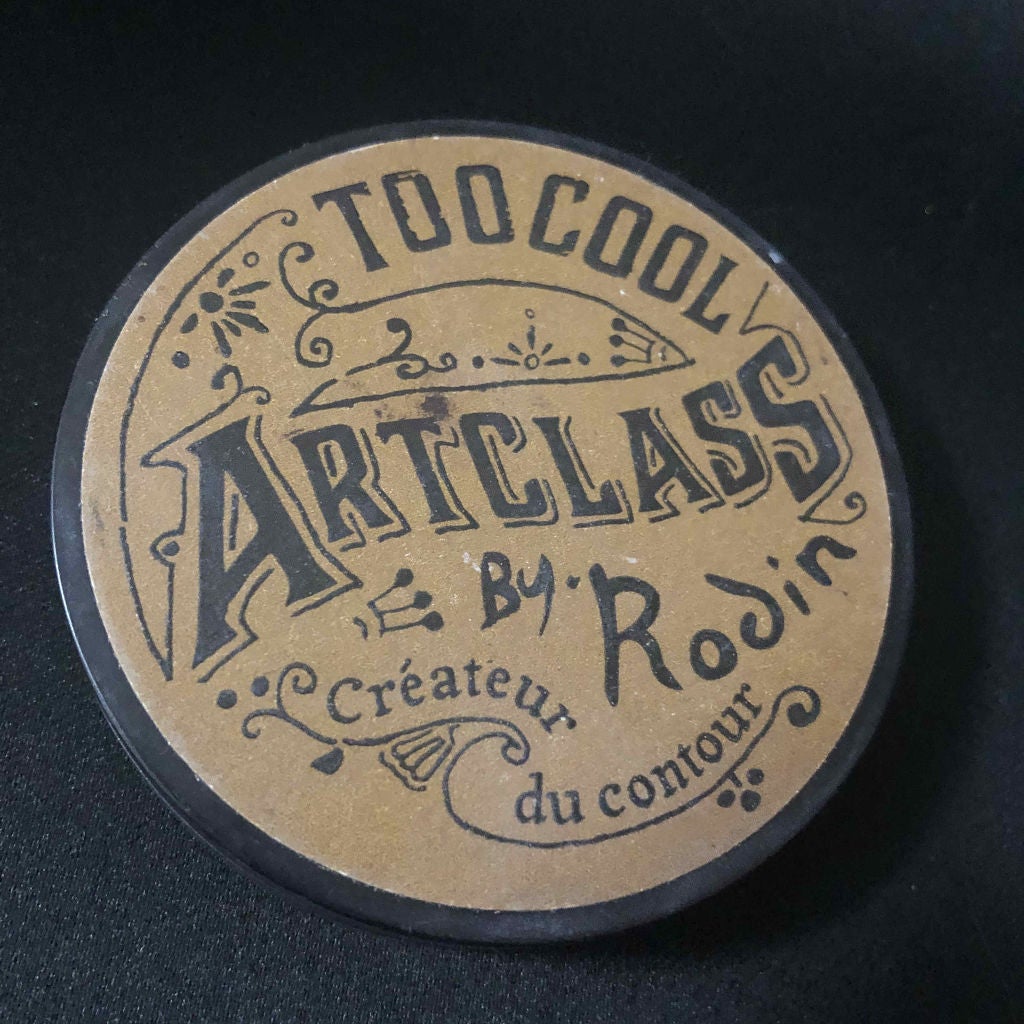 TOO COOL
ARTCLASS
By. Rodin
Créateur
du contour